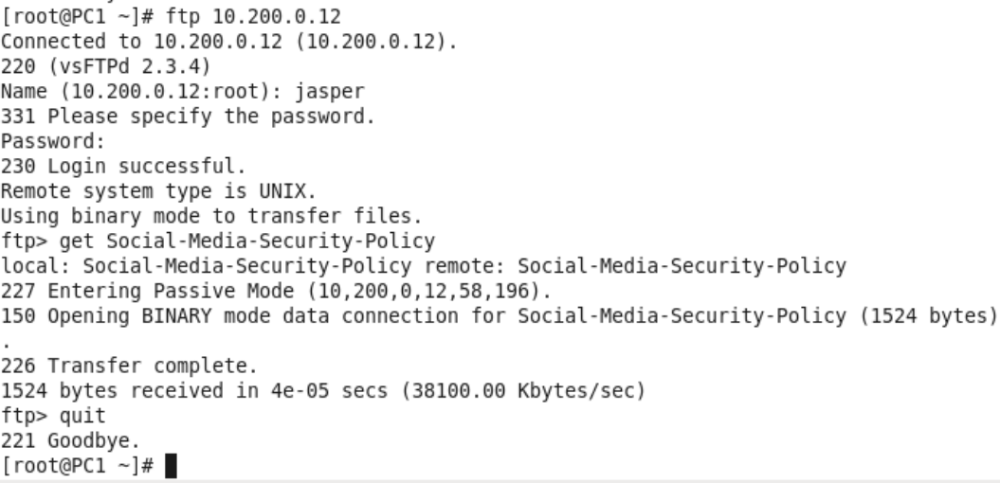 [root@PC1 ~]# ftp 10.200.0.12
Connected to 10.200.0.12 (10.200.0.12).
220 (vsFTPd 2.3.4)
Name (10.200.0.12:root): jasper
331 Please specify the password.
Password:
230 Login successful.
Remote system type is UNIX.
Using binary mode to transfer files.
ftp> get Social-Media-Security-Policy
local: Social-Media-Security-Policy remote: Social-Media-Security-Policy
227 Entering Passive Mode (10,200,0,12,58,196).
150 Opening BINARY mode data connection for Social-Media-Security-Policy (1524 bytes)
.
226 Transfer complete.
1524 bytes received in 4e-05 secs (38100.00 Kbytes/sec)
ftp> quit
221 Goodbye.
[root@PC1 ~]#